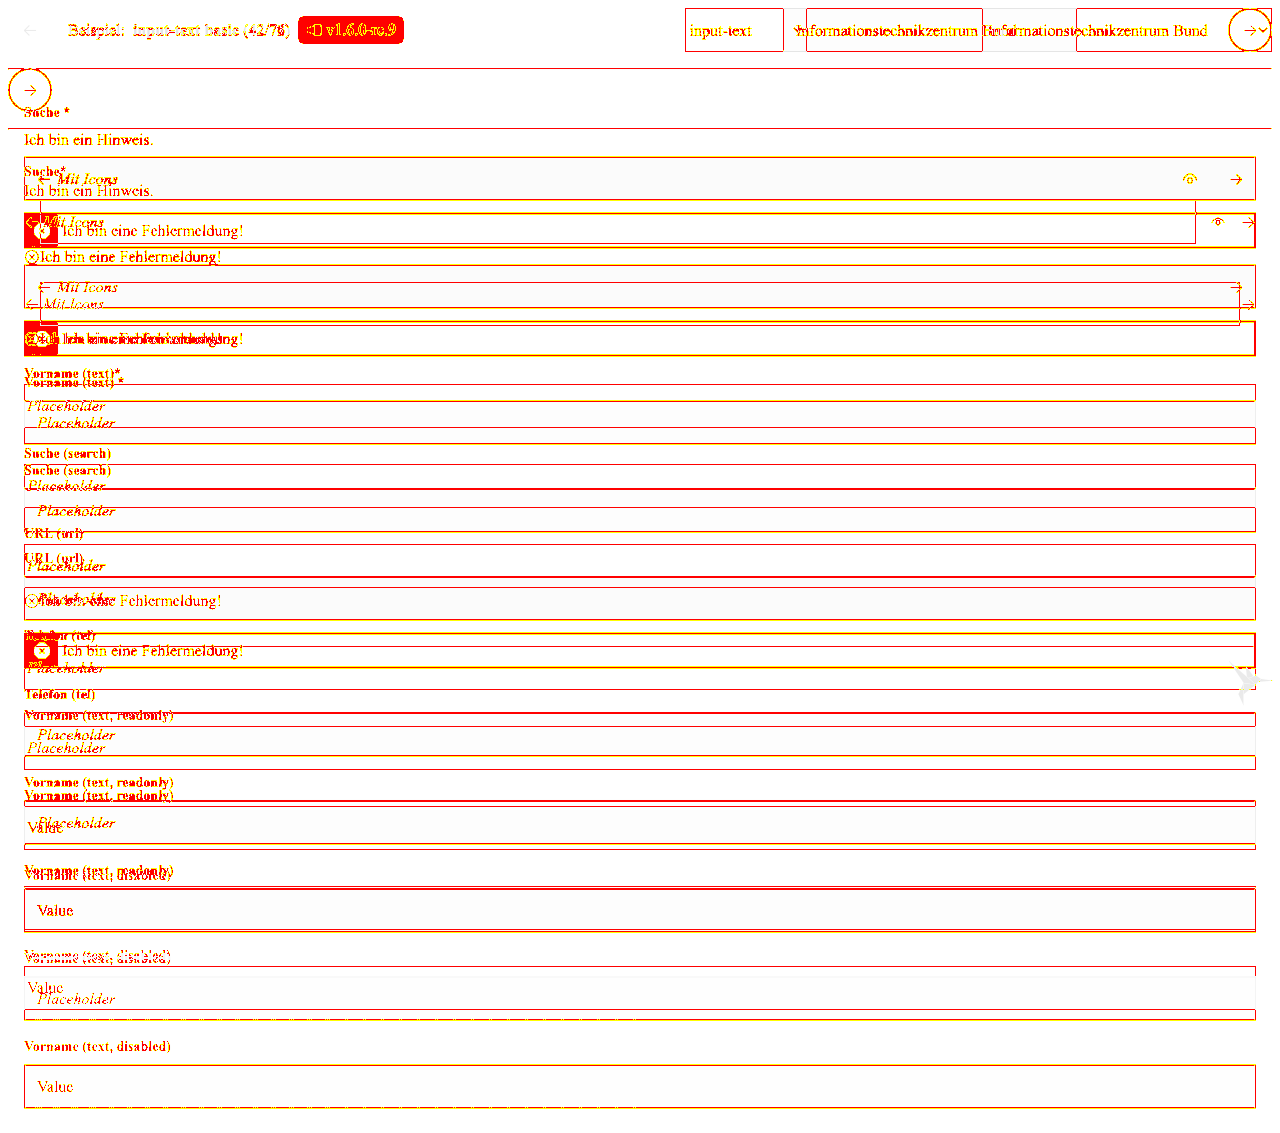 Beispiel: input-text basic (42/76) v1.6.0-rc.9 input-text Informationstechnikzentrum Bund Informationstechnikzentrum Bund
Suche *
Ich bin ein Hinweis.
Suche*
Mit Icons
Ich bin ein Hinweis.
Mit Icons
Ich bin eine Fehlermeldung!
Ich bin eine Fehlermeldung!
Mit Icons
Mit Icons
Ich bin eine Fehlermeldung!
Vorname (text)*
Vorname (text) *
Placeholder
Placeholder
Suche (search)
Suche (search)
Placeholder
Placeholder
URL (url)
URL (url)
Placeholder
Placeholder
Ich bin eine Fehlermeldung!
Telefon (tel)
Ich bin eine Fehlermeldung!
Placeholder
Telefon (tel)
Vorname (text, readonly)
Placeholder
Placeholder
Vorname (text, readonly)
Vorname (text, readonly)
Placeholder
Value
Vorname (text, readonly)
Vorname (text, disabled)
Value
Vorname (text, disabled)
Value
Placeholder
Vorname (text, disabled)
Value